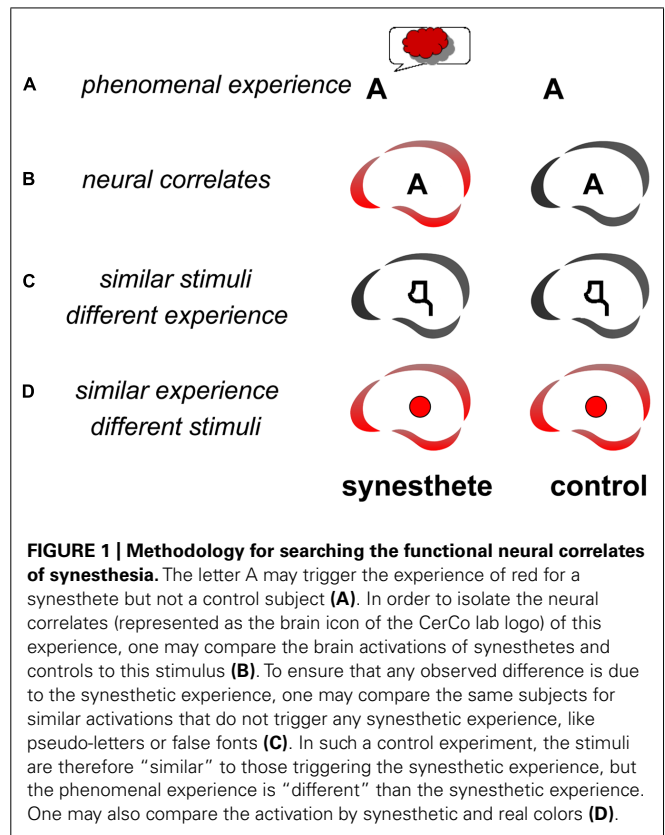 A phenomenal experience A A
B neural correlates A A
C similar stimuli
different experience
D similar experience
different stimuli
synesthete control
FIGURE 1 | Methodology for searching the functional neural correlates
of synesthesia. The letter A may trigger the experience of red for a
synesthete but not a control subject (A). In order to isolate the neural
correlates (represented as the brain icon of the CerCo lab logo) of this
experience, one may compare the brain activations of synesthetes and
controls to this stimulus (B). To ensure that any observed difference is due
to the synesthetic experience, one may compare the same subjects for
similar activations that do not trigger any synesthetic experience, like
pseudo-letters or false fonts (C). In such a control experiment, the stimuli
are therefore “similar” to those triggering the synesthetic experience, but
the phenomenal experience is “different” than the synesthetic experience.
One may also compare the activation by synesthetic and real colors (D).